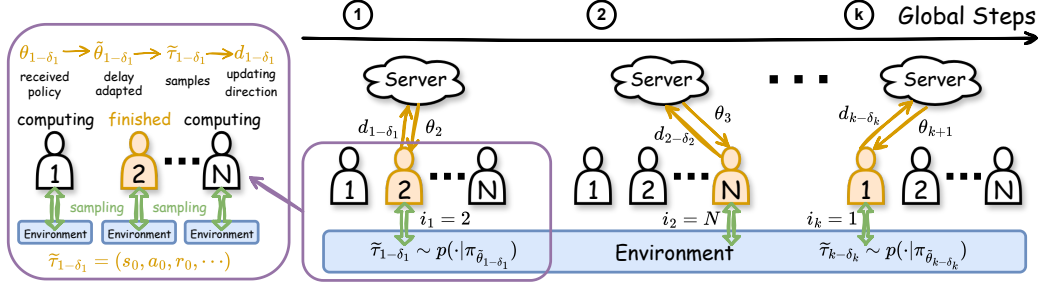 θ_{1−δ_1} → θ̃_{1−δ_1} → τ̃_{1−δ_1} → d_{1−δ_1}
received policy
delay adapted
samples
updating direction
computing finished computing
1 2 ... N
sampling sampling
Environment Environment Environment
τ̃_{1−δ_1} = (s_0, a_0, r_0, ⋯)
1 2 k Global Steps
Server Server ... Server
d_{1−δ_1} θ_2
d_{2−δ_2} θ_3
d_{k−δ_k} θ_{k+1}
1 2 ... N
1 2 ... N
1 2 ... N
i_1 = 2 i_2 = N i_k = 1
τ̃_{1−δ_1} ∼ p(·|π_{θ̃_{1−δ_1}}) Environment τ̃_{k−δ_k} ∼ p(·|π_{θ̃_{k−δ_k}})